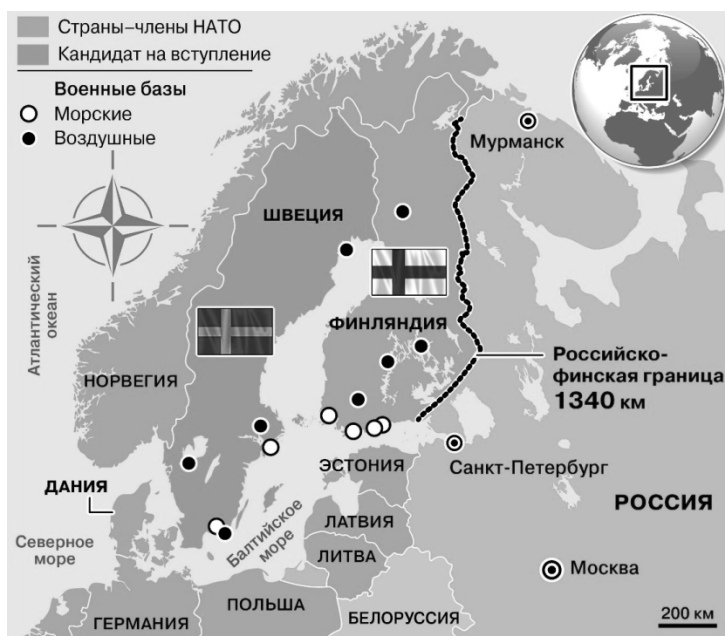 Страны–члены НАТО
Кандидат на вступление
Военные базы
Морские
Воздушные
Мурманск
ШВЕЦИЯ
Атлантический
океан
ФИНЛЯНДИЯ
Российско-
финская граница
1340 км
НОРВЕГИЯ
ЭСТОНИЯ
Санкт-Петербург
ДАНИЯ
РОССИЯ
Северное
море
Балтийское
море
ЛАТВИЯ
ЛИТВА
Москва
ГЕРМАНИЯ
ПОЛЬША
БЕЛОРУССИЯ
200 км